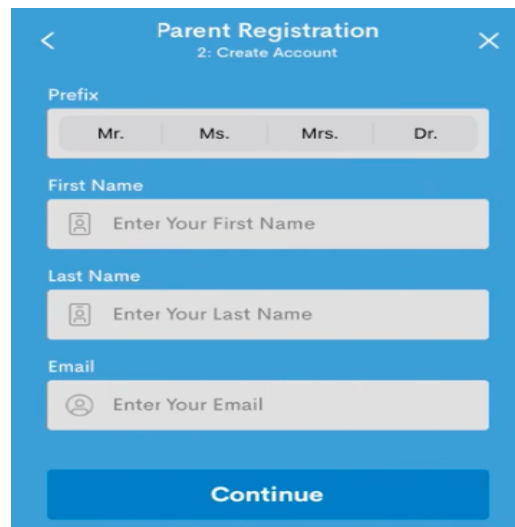 Parent Registration
2: Create Account
Prefix
Mr. Ms. Mrs. Dr.
First Name
Enter Your First Name
Last Name
Enter Your Last Name
Email
Enter Your Email
Continue